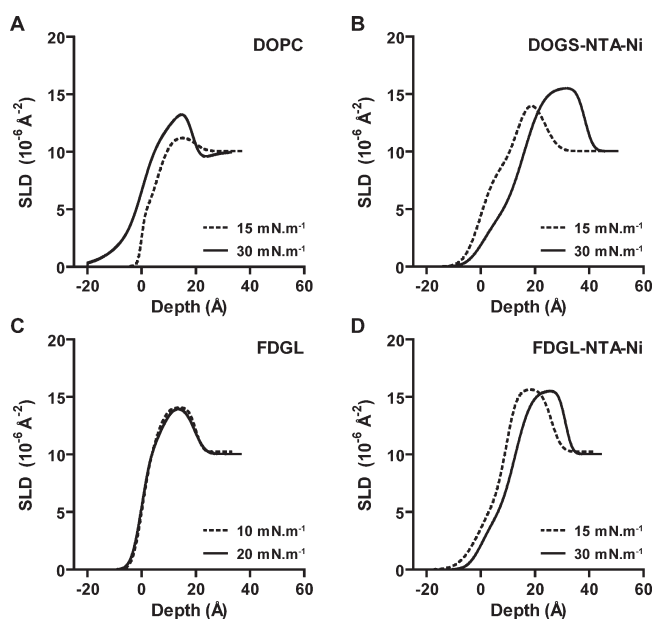 A
DOPC
20
15
10
5
0
SLD (10⁻⁶ Å⁻²)
15 mN.m⁻¹
30 mN.m⁻¹
-20 0 20 40 60
Depth (Å)
B
DOGS-NTA-Ni
20
15
10
5
0
SLD (10⁻⁶ Å⁻²)
15 mN.m⁻¹
30 mN.m⁻¹
-20 0 20 40 60
Depth (Å)
C
FDGL
20
15
10
5
0
SLD (10⁻⁶ Å⁻²)
10 mN.m⁻¹
20 mN.m⁻¹
-20 0 20 40 60
Depth (Å)
D
FDGL-NTA-Ni
20
15
10
5
0
SLD (10⁻⁶ Å⁻²)
15 mN.m⁻¹
30 mN.m⁻¹
-20 0 20 40 60
Depth (Å)